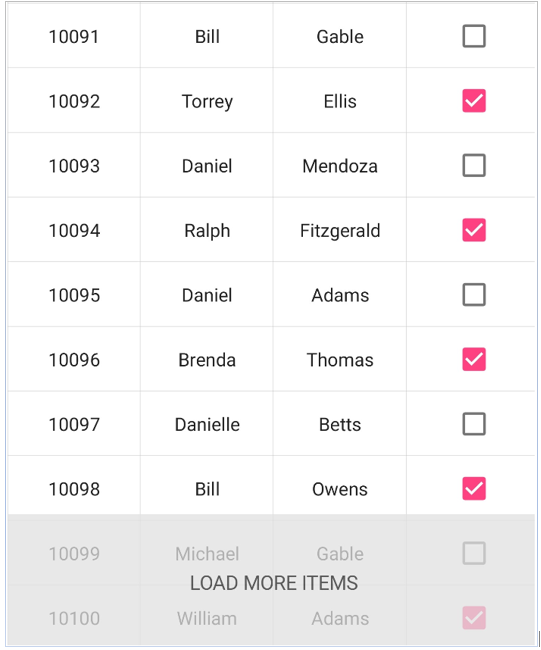 10091 Bill Gable
10092 Torrey Ellis
10093 Daniel Mendoza
10094 Ralph Fitzgerald
10095 Daniel Adams
10096 Brenda Thomas
10097 Danielle Betts
10098 Bill Owens
10099 Michael Gable
LOAD MORE ITEMS
10100 William Adams